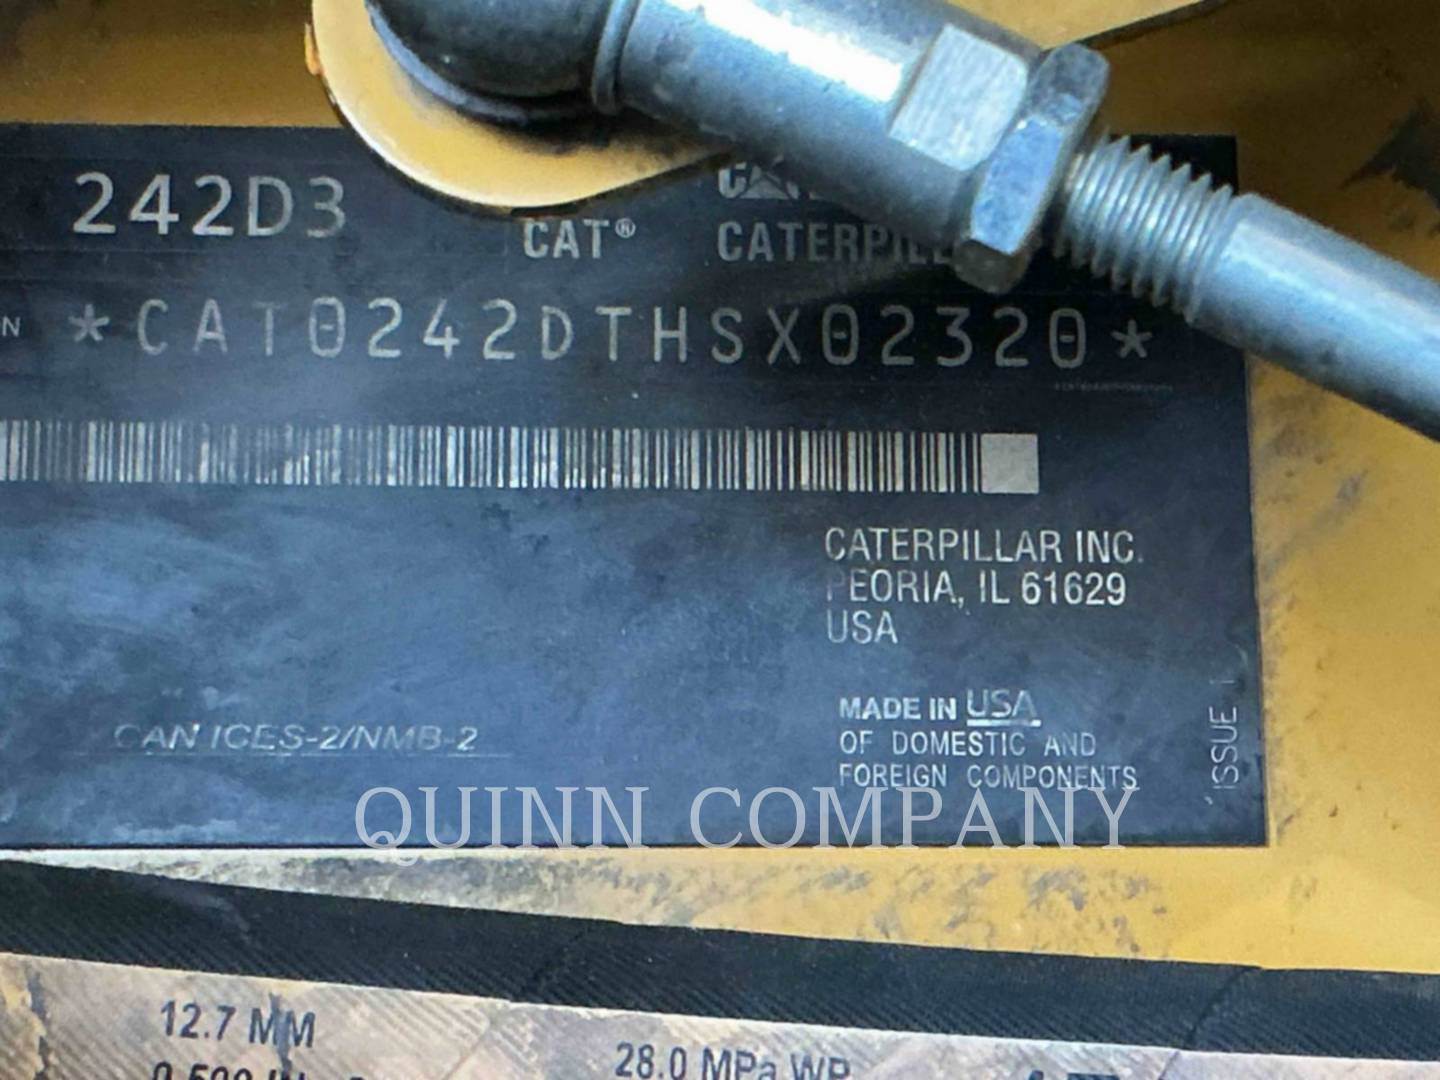 242D3
CAT®
CATERPILL
N *CAT0242DTHSX02320*
CATERPILLAR INC.
PEORIA, IL 61629
USA
MADE IN USA
OF DOMESTIC AND
FOREIGN COMPONENTS
ISSUE 1
CAN ICES-2/NMB-2
QUINN COMPANY
12.7 MM
28.0 MPa WP